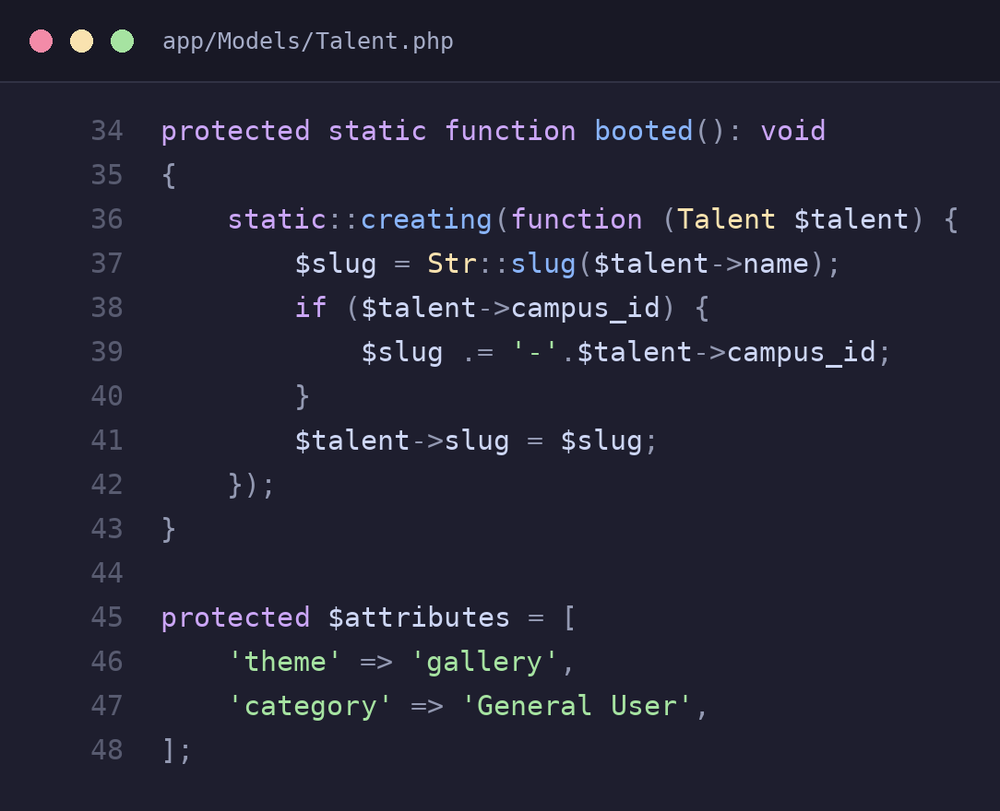 app/Models/Talent.php
34 protected static function booted(): void
35 {
36     static::creating(function (Talent $talent) {
37         $slug = Str::slug($talent->name);
38         if ($talent->campus_id) {
39             $slug .= '-'.$talent->campus_id;
40         }
41         $talent->slug = $slug;
42     });
43 }
44
45 protected $attributes = [
46     'theme' => 'gallery',
47     'category' => 'General User',
48 ];